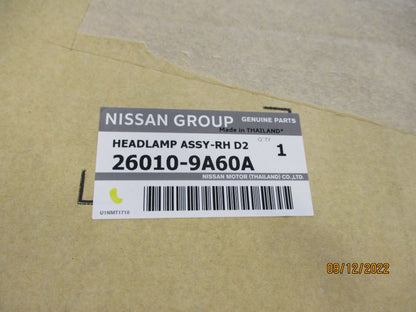 NISSAN GROUP GENUINE PARTS
Made in THAILAND*
HEADLAMP ASSY-RH D2 Q'TY 1
26010-9A60A
NISSAN MOTOR (THAILAND) CO.,LTD.
U1NMT1710
09/12/2022